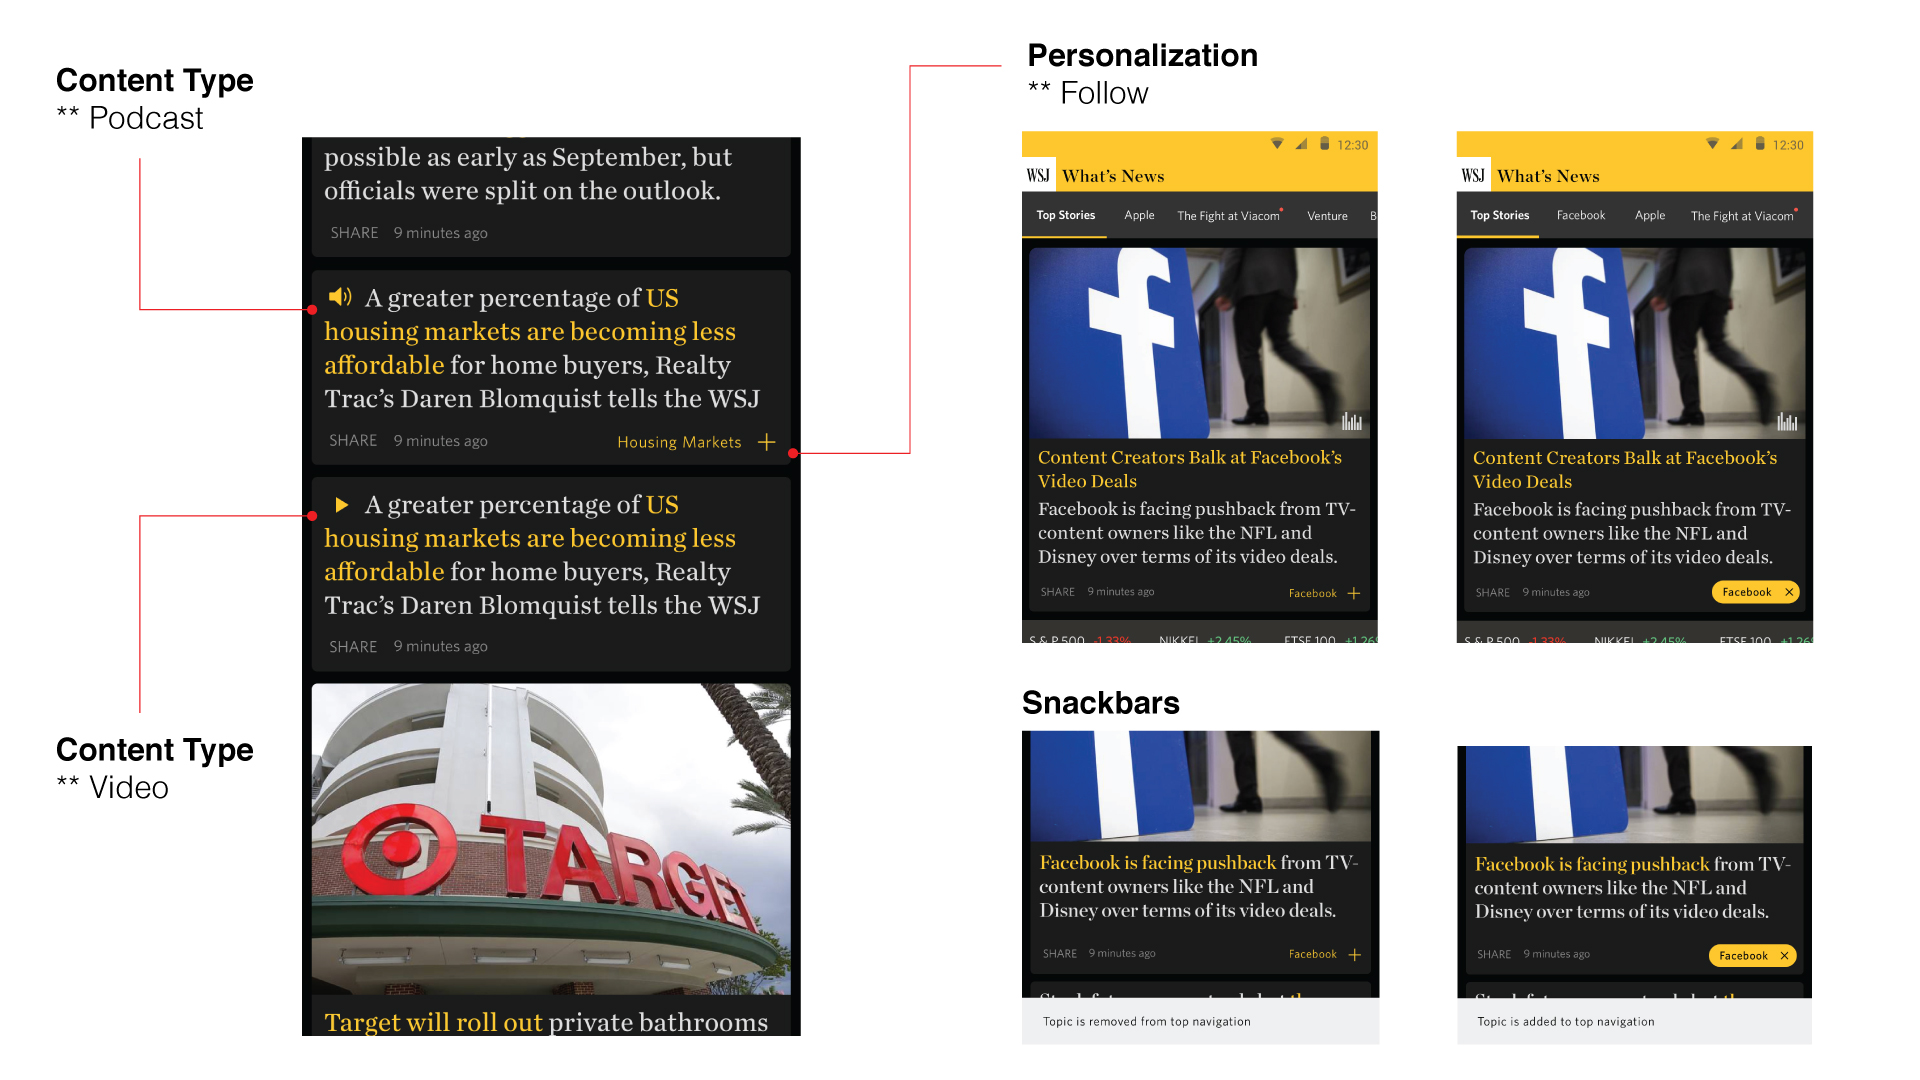 Content Type
** Podcast
possible as early as September, but
officials were split on the outlook.
SHARE 9 minutes ago
A greater percentage of US
housing markets are becoming less
affordable for home buyers, Realty
Trac’s Daren Blomquist tells the WSJ
SHARE 9 minutes ago Housing Markets +
A greater percentage of US
housing markets are becoming less
affordable for home buyers, Realty
Trac’s Daren Blomquist tells the WSJ
SHARE 9 minutes ago
Content Type
** Video
TARGET
Target will roll out private bathrooms
Personalization
** Follow
12:30
WSJ What’s News
Top Stories Apple The Fight at Viacom Venture B
Content Creators Balk at Facebook’s
Video Deals
Facebook is facing pushback from TV-
content owners like the NFL and
Disney over terms of its video deals.
SHARE 9 minutes ago Facebook +
S & P 500 -1.33% NIKKEI +2.45% FTSE 100 +1.26
12:30
WSJ What’s News
Top Stories Facebook Apple The Fight at Viacom
Content Creators Balk at Facebook’s
Video Deals
Facebook is facing pushback from TV-
content owners like the NFL and
Disney over terms of its video deals.
SHARE 9 minutes ago Facebook ×
S & P 500 -1.33% NIKKEI +2.45% FTSE 100 +1.26
Snackbars
Facebook is facing pushback from TV-
content owners like the NFL and
Disney over terms of its video deals.
SHARE 9 minutes ago Facebook +
Topic is removed from top navigation
Facebook is facing pushback from TV-
content owners like the NFL and
Disney over terms of its video deals.
SHARE 9 minutes ago Facebook ×
Topic is added to top navigation